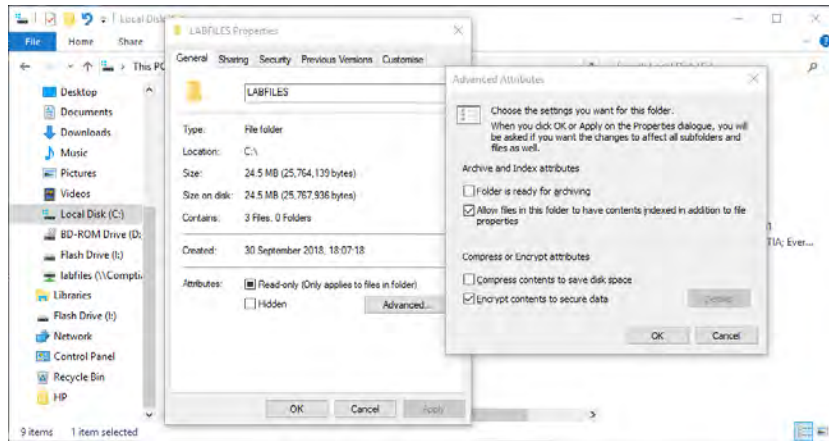 Local Disk
File Home Share
This PC
Desktop
Documents
Downloads
Music
Pictures
Videos
Local Disk (C:)
BD-ROM Drive (D:
Flash Drive (I:)
labfiles (\\Compti
Libraries
Flash Drive (I:)
Network
Control Panel
Recycle Bin
HP
9 items 1 item selected
LABFILES Properties
General Sharing Security Previous Versions Customise
LABFILES
Type: File folder
Location: C:\
Size: 24.5 MB (25,764,139 bytes)
Size on disk: 24.5 MB (25,767,936 bytes)
Contains: 3 Files, 0 Folders
Created: 30 September 2018, 18:07:18
Attributes: Read-only (Only applies to files in folder)
Hidden Advanced...
OK Cancel Apply
Advanced Attributes
Choose the settings you want for this folder.
When you click OK or Apply on the Properties dialogue, you will
be asked if you want the changes to affect all subfolders and
files as well.
Archive and Index attributes
Folder is ready for archiving
Allow files in this folder to have contents indexed in addition to file
properties
Compress or Encrypt attributes
Compress contents to save disk space
Encrypt contents to secure data Details
OK Cancel
TIA; Ever...